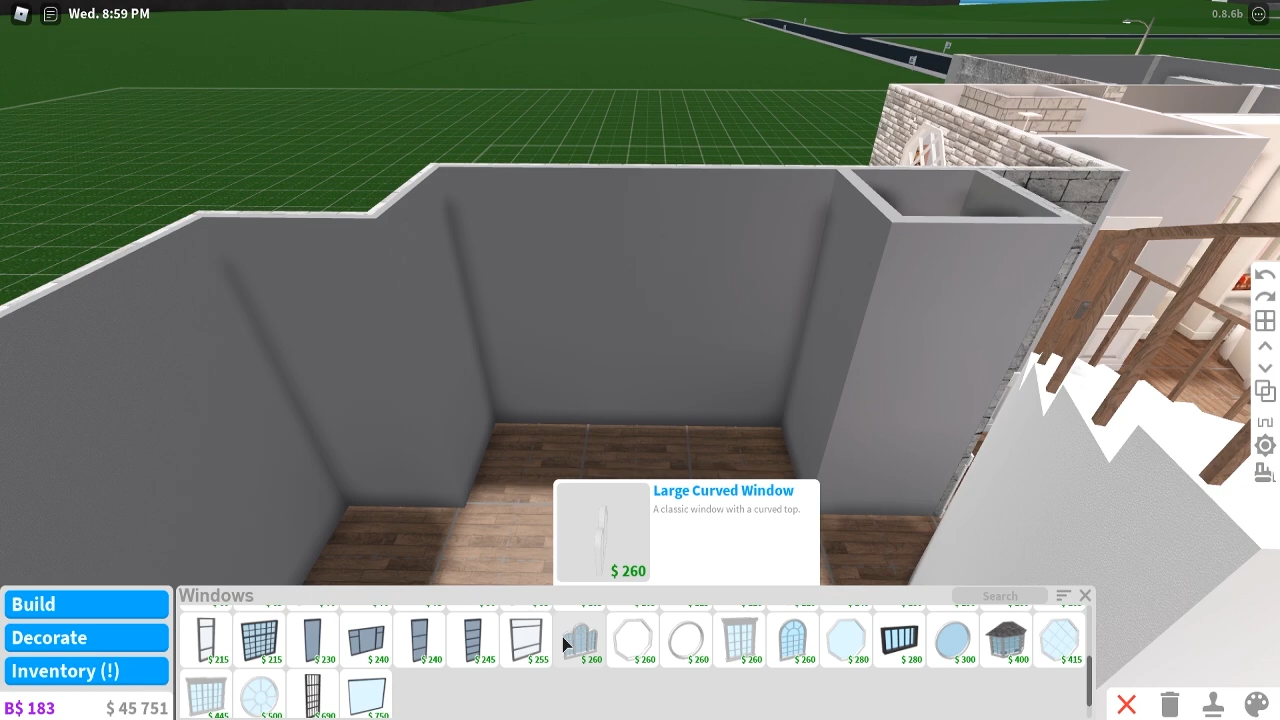 Wed. 8:59 PM
0.8.6b
Large Curved Window
A classic window with a curved top.
$ 260
Build
Decorate
Inventory (!)
B$ 183
$ 45 751
Windows
Search
$ 215
$ 215
$ 230
$ 240
$ 240
$ 245
$ 255
$ 260
$ 260
$ 260
$ 260
$ 260
$ 280
$ 280
$ 300
$ 400
$ 415
$ 445
$ 500
$ 690
$ 750